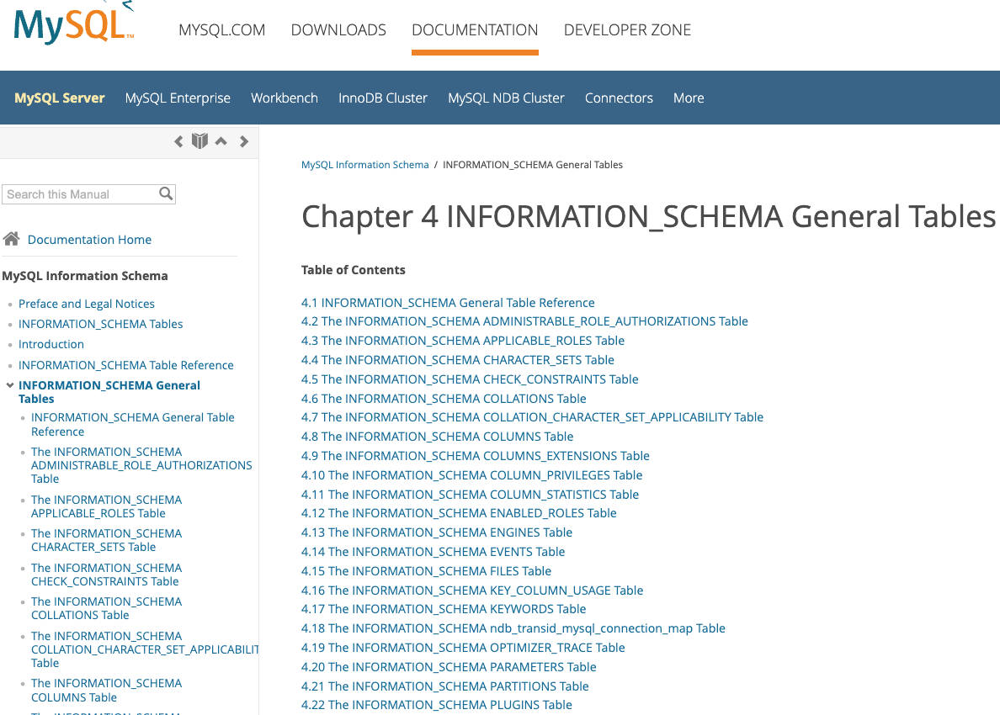 MySQL™
MYSQL.COM DOWNLOADS DOCUMENTATION DEVELOPER ZONE
MySQL Server MySQL Enterprise Workbench InnoDB Cluster MySQL NDB Cluster Connectors More
Search this Manual
Documentation Home
MySQL Information Schema
Preface and Legal Notices
INFORMATION_SCHEMA Tables
Introduction
INFORMATION_SCHEMA Table Reference
INFORMATION_SCHEMA General
Tables
INFORMATION_SCHEMA General Table
Reference
The INFORMATION_SCHEMA
ADMINISTRABLE_ROLE_AUTHORIZATIONS
Table
The INFORMATION_SCHEMA
APPLICABLE_ROLES Table
The INFORMATION_SCHEMA
CHARACTER_SETS Table
The INFORMATION_SCHEMA
CHECK_CONSTRAINTS Table
The INFORMATION_SCHEMA
COLLATIONS Table
The INFORMATION_SCHEMA
COLLATION_CHARACTER_SET_APPLICABILIT
Table
The INFORMATION_SCHEMA
COLUMNS Table
MySQL Information Schema / INFORMATION_SCHEMA General Tables
Chapter 4 INFORMATION_SCHEMA General Tables
Table of Contents
4.1 INFORMATION_SCHEMA General Table Reference
4.2 The INFORMATION_SCHEMA ADMINISTRABLE_ROLE_AUTHORIZATIONS Table
4.3 The INFORMATION_SCHEMA APPLICABLE_ROLES Table
4.4 The INFORMATION_SCHEMA CHARACTER_SETS Table
4.5 The INFORMATION_SCHEMA CHECK_CONSTRAINTS Table
4.6 The INFORMATION_SCHEMA COLLATIONS Table
4.7 The INFORMATION_SCHEMA COLLATION_CHARACTER_SET_APPLICABILITY Table
4.8 The INFORMATION_SCHEMA COLUMNS Table
4.9 The INFORMATION_SCHEMA COLUMNS_EXTENSIONS Table
4.10 The INFORMATION_SCHEMA COLUMN_PRIVILEGES Table
4.11 The INFORMATION_SCHEMA COLUMN_STATISTICS Table
4.12 The INFORMATION_SCHEMA ENABLED_ROLES Table
4.13 The INFORMATION_SCHEMA ENGINES Table
4.14 The INFORMATION_SCHEMA EVENTS Table
4.15 The INFORMATION_SCHEMA FILES Table
4.16 The INFORMATION_SCHEMA KEY_COLUMN_USAGE Table
4.17 The INFORMATION_SCHEMA KEYWORDS Table
4.18 The INFORMATION_SCHEMA ndb_transid_mysql_connection_map Table
4.19 The INFORMATION_SCHEMA OPTIMIZER_TRACE Table
4.20 The INFORMATION_SCHEMA PARAMETERS Table
4.21 The INFORMATION_SCHEMA PARTITIONS Table
4.22 The INFORMATION_SCHEMA PLUGINS Table